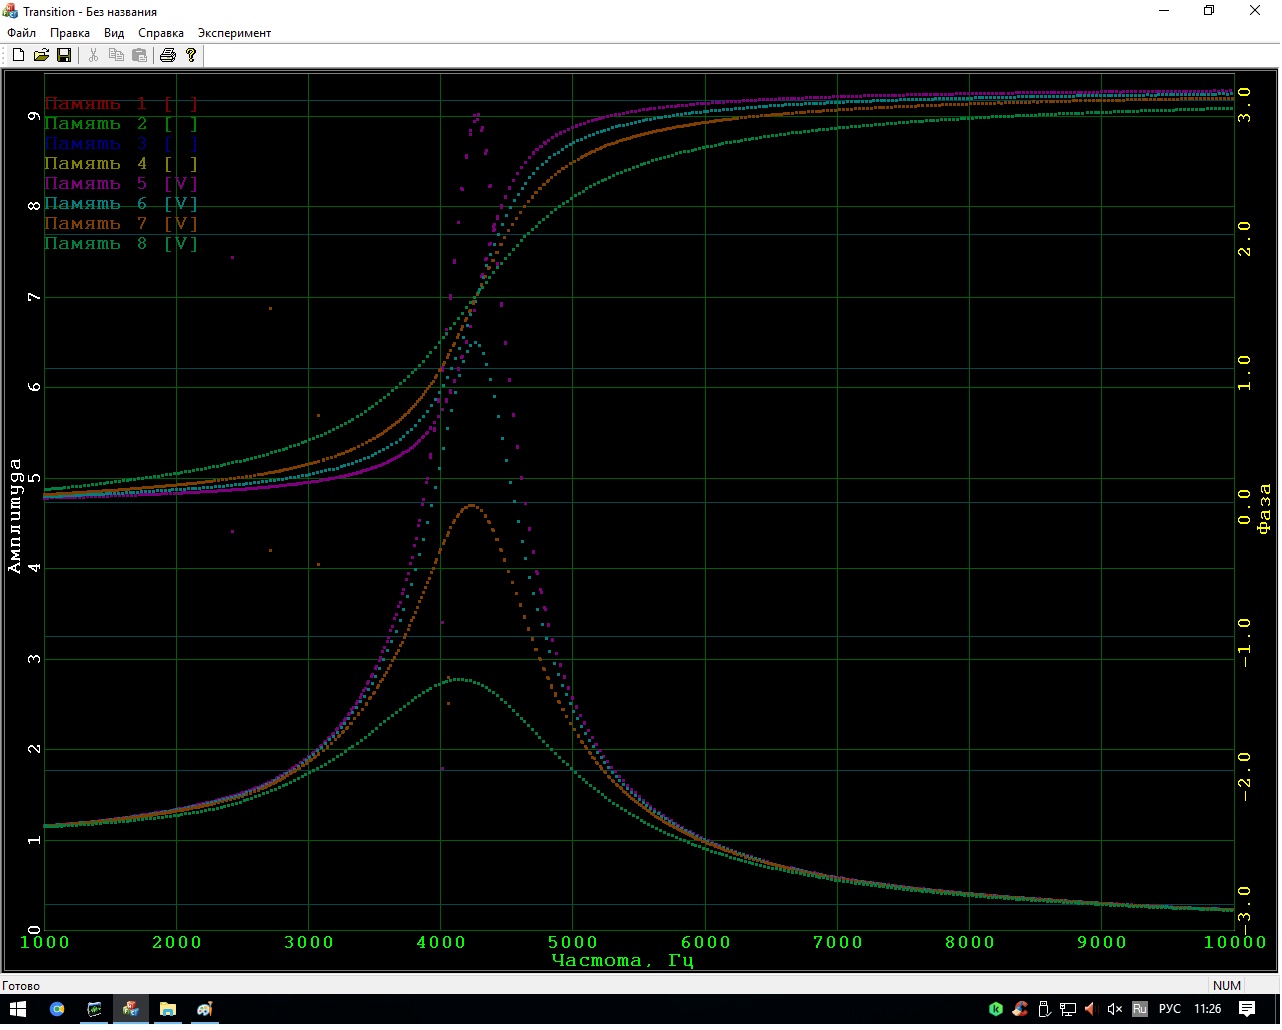 Transition - Без названия
Файл Правка Вид Справка Эксперимент
Память 1 [ ]
Память 2 [ ]
Память 3 [ ]
Память 4 [ ]
Память 5 [V]
Память 6 [V]
Память 7 [V]
Память 8 [V]
9
8
7
6
5
4
3
2
1
0
Амплитуда
3.0
2.0
1.0
0.0
-1.0
-2.0
-3.0
Фаза
1000 2000 3000 4000 5000 6000 7000 8000 9000 10000
Частота, Гц
Готово NUM
Ru РУС 11:26